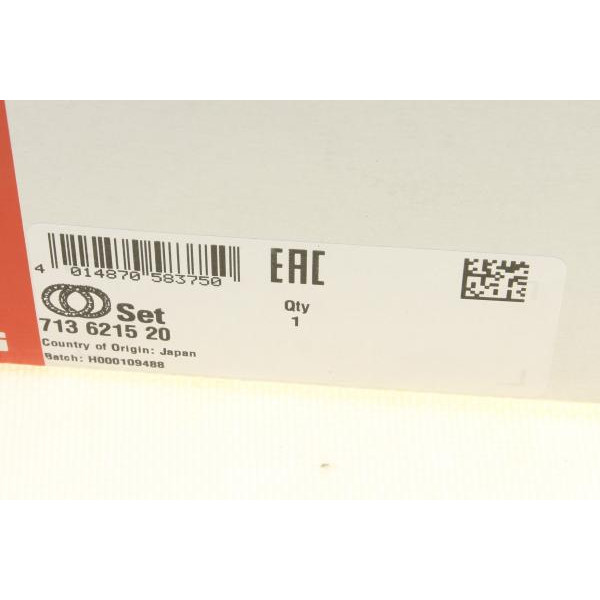 4 014870 583750
EAC
Set
Qty
1
713 6215 20
Country of Origin: Japan
Batch: H000109488